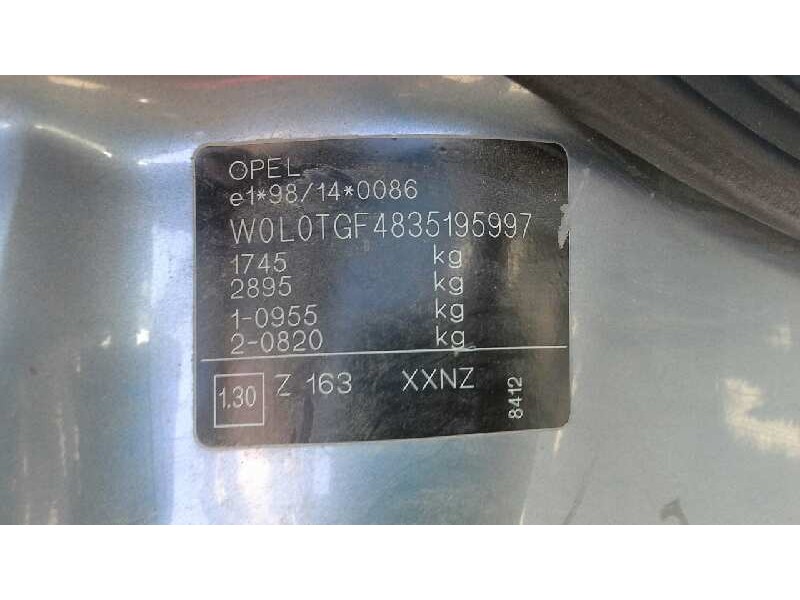 OPEL
e1*98/14*0086
W0L0TGF4835195997
1745 kg
2895 kg
1-0955 kg
2-0820 kg
1.30 Z 163 XXNZ 8412